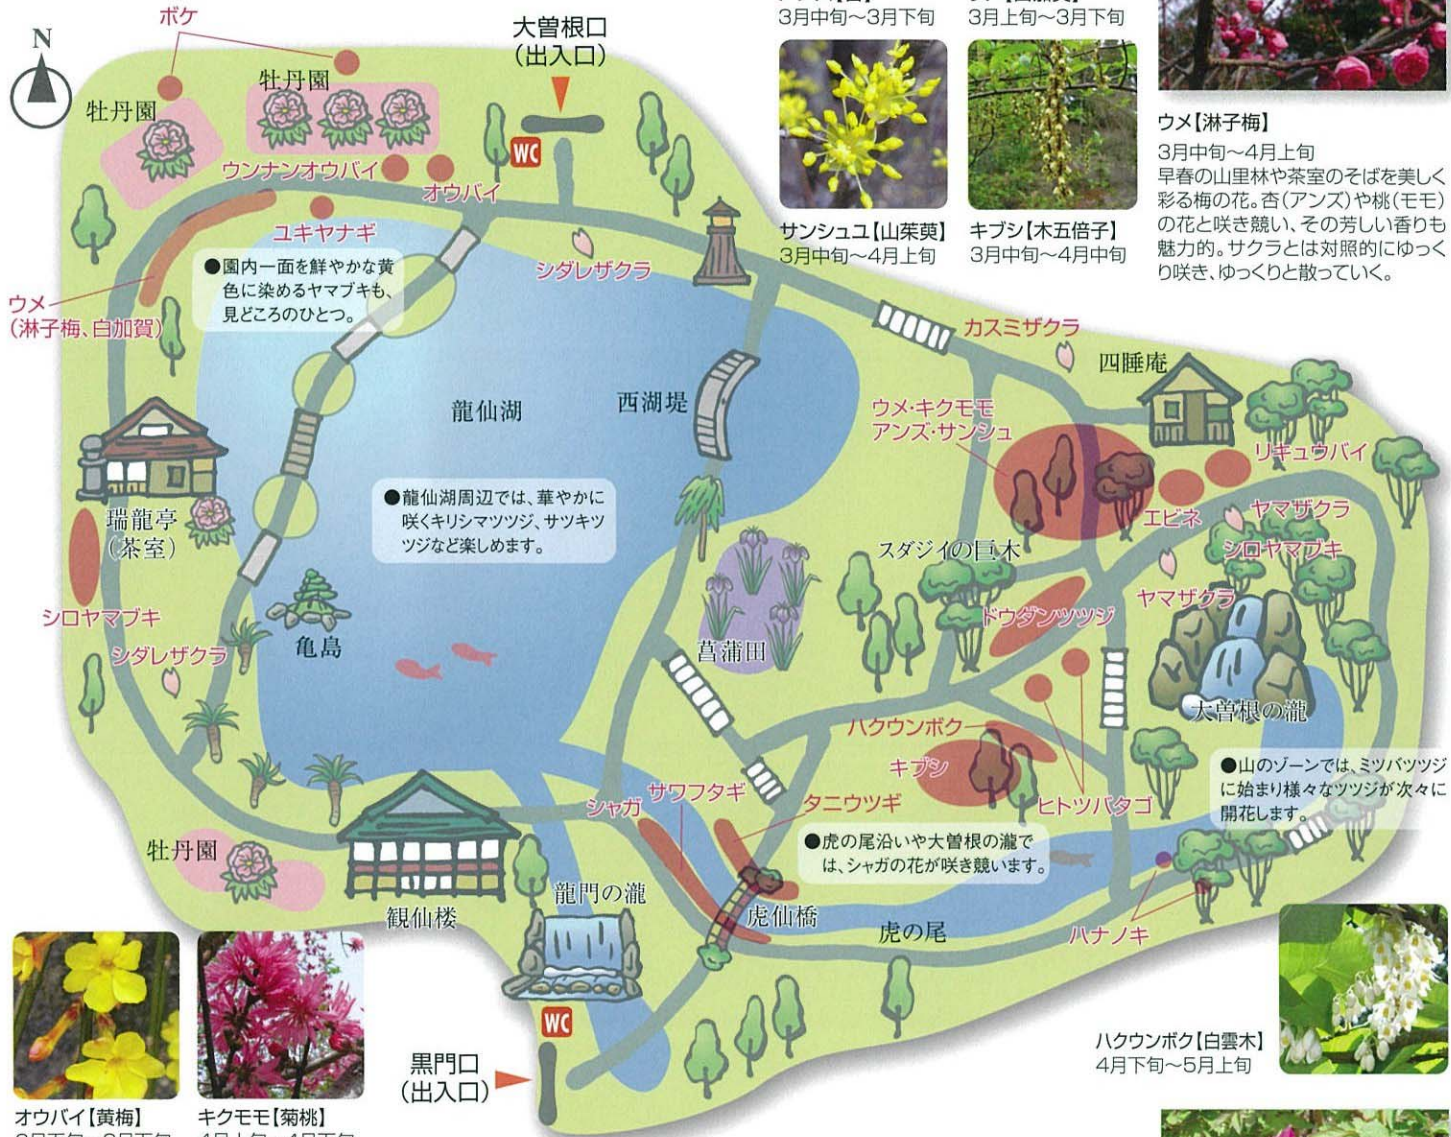 3月中旬～3月下旬
3月上旬～3月下旬
サンシュユ【山茱萸】
3月中旬～4月上旬
キブシ【木五倍子】
3月中旬～4月中旬
ウメ【淋子梅】
3月中旬～4月上旬
早春の山里林や茶室のそばを美しく
彩る梅の花。杏(アンズ)や桃(モモ)
の花と咲き競い、その芳しい香りも
魅力的。サクラとは対照的にゆっく
り咲き、ゆっくりと散っていく。
N
ボケ
大曽根口
(出入口)
牡丹園
牡丹園
WC
ウンナンオウバイ
オウバイ
ユキヤナギ
シダレザクラ
●園内一面を鮮やかな黄
色に染めるヤマブキも、
見どころのひとつ。
ウメ
(淋子梅、白加賀)
カスミザクラ
四睡庵
龍仙湖
西湖堤
ウメ・キクモモ
アンズ・サンシュ
リキュウバイ
●龍仙湖周辺では、華やかに
咲くキリシマツツジ、サツキツ
ツジなど楽しめます。
瑞龍亭
(茶室)
エビネ
ヤマザクラ
シロヤマブキ
スダジイの巨木
ヤマザクラ
シロヤマブキ
ドウダンツツジ
亀島
シダレザクラ
菖蒲田
大曽根の瀧
ハクウンボク
キブシ
ヒトツバタゴ
●山のゾーンでは、ミツバツツジ
に始まり様々なツツジが次々に
開花します。
シャガ
サワフタギ
タニウツギ
●虎の尾沿いや大曽根の瀧で
は、シャガの花が咲き競います。
牡丹園
観仙楼
龍門の瀧
虎仙橋
虎の尾
ハナノキ
WC
黒門口
(出入口)
ハクウンボク【白雲木】
4月下旬～5月上旬
オウバイ【黄梅】
キクモモ【菊桃】